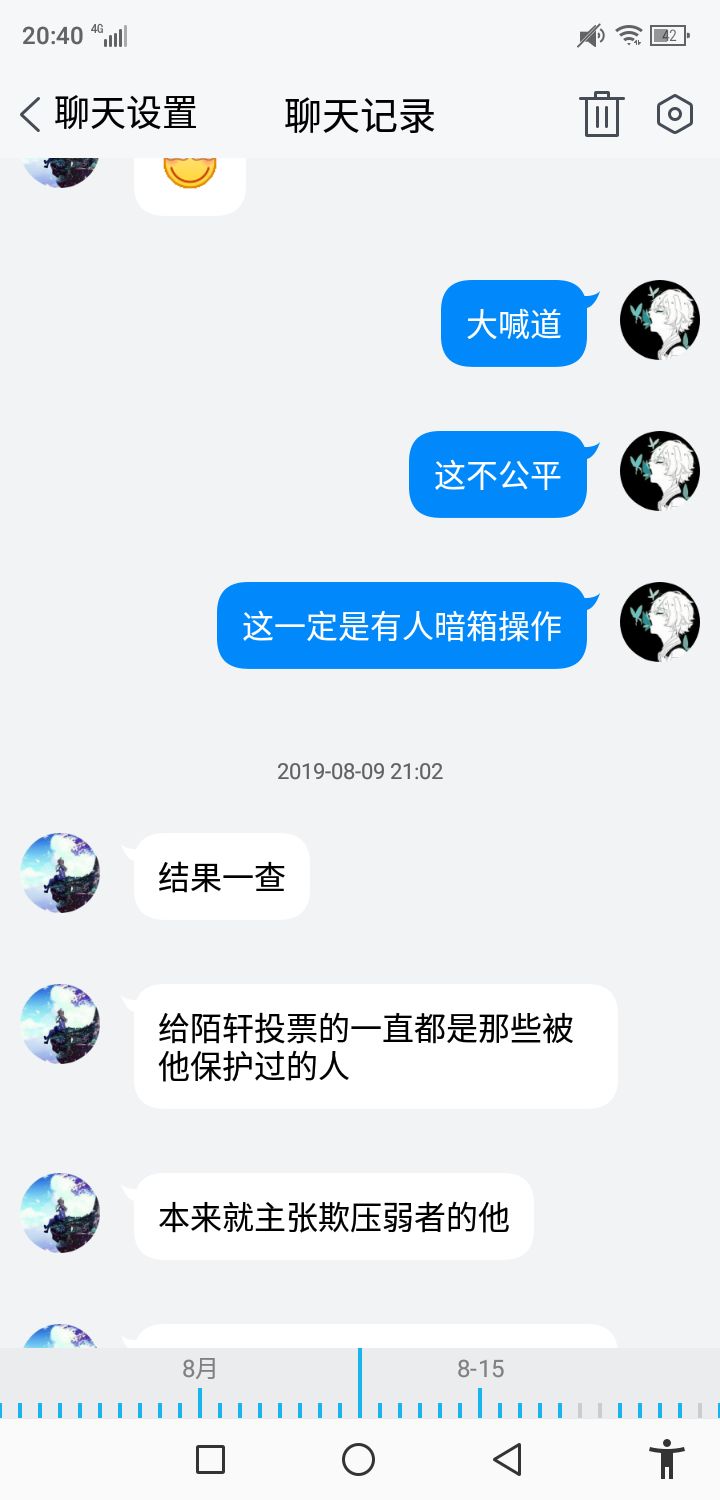 20:40 4G 42
聊天设置 聊天记录
大喊道
这不公平
这一定是有人暗箱操作
2019-08-09 21:02
结果一查
给陌轩投票的一直都是那些被
他保护过的人
本来就主张欺压弱者的他
8月 8-15